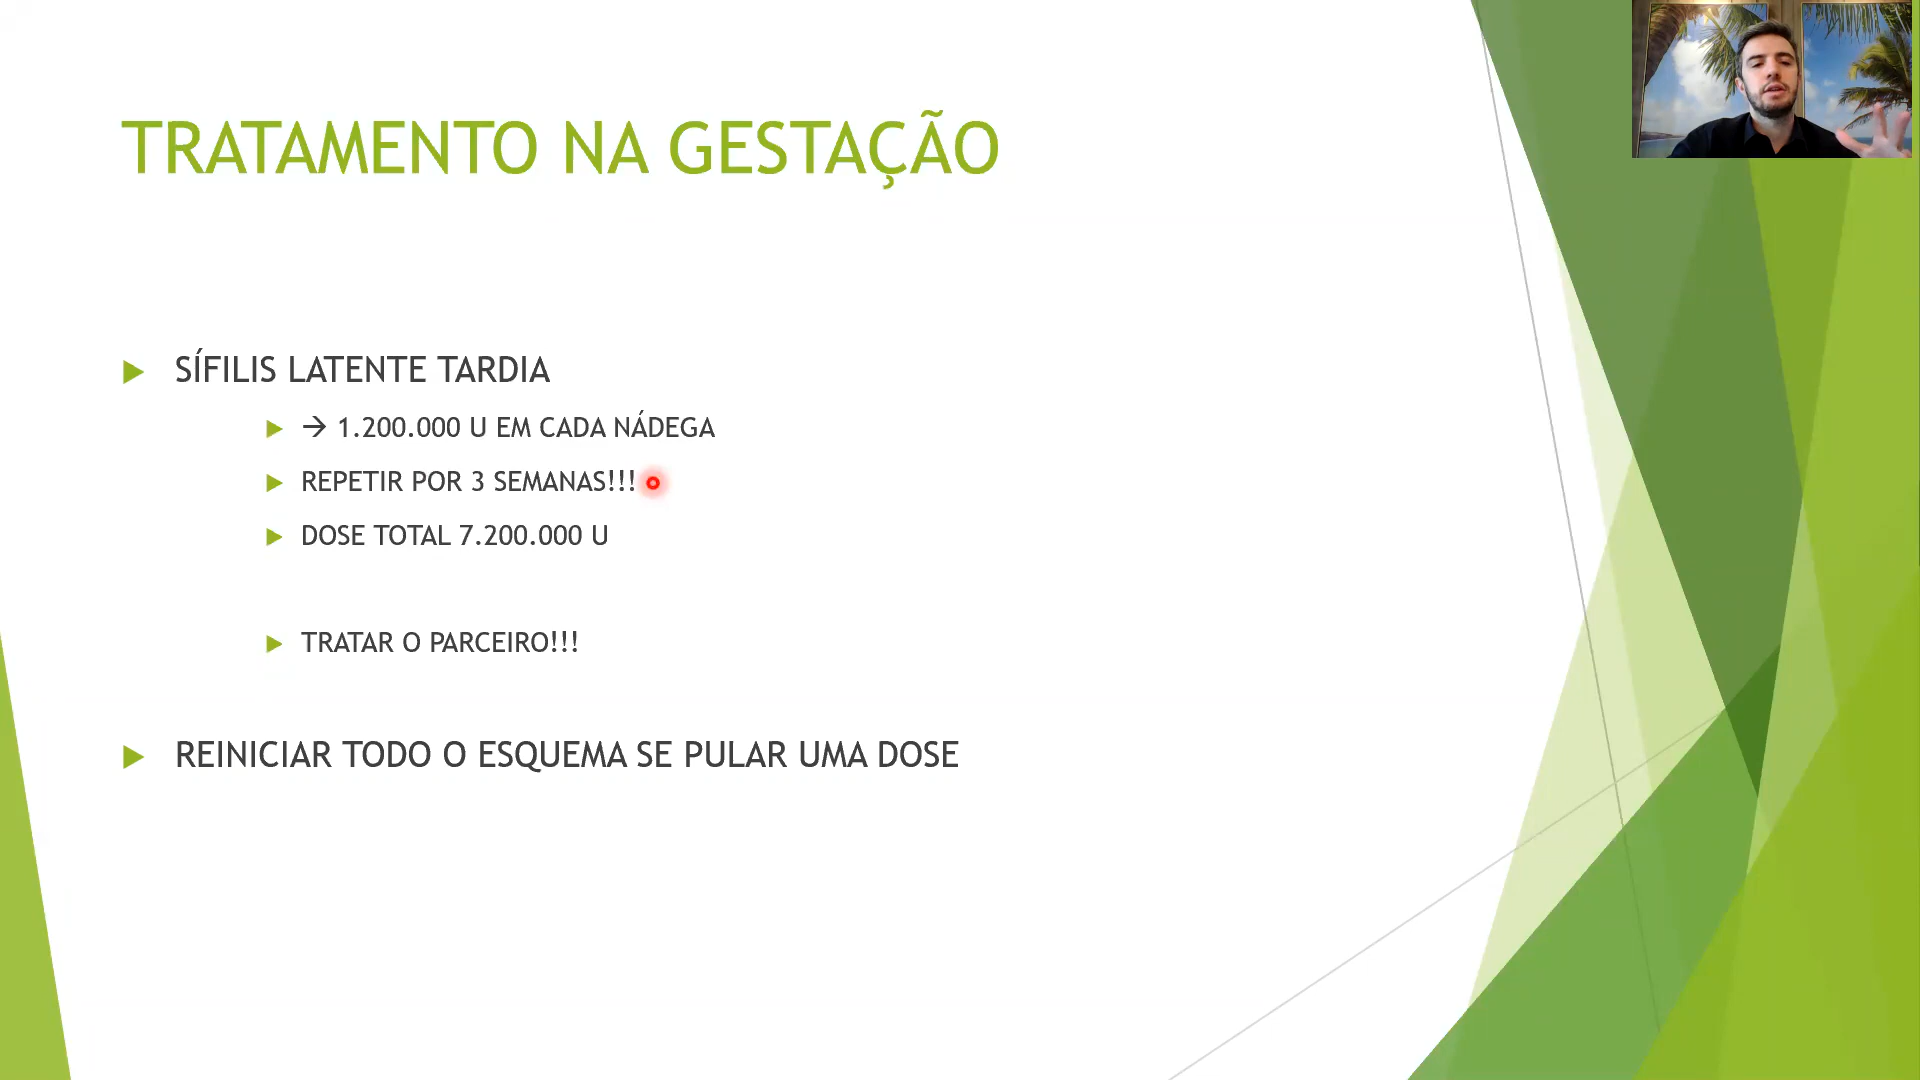 TRATAMENTO NA GESTAÇÃO
SÍFILIS LATENTE TARDIA
→ 1.200.000 U EM CADA NÁDEGA
REPETIR POR 3 SEMANAS!!!
DOSE TOTAL 7.200.000 U
TRATAR O PARCEIRO!!!
REINICIAR TODO O ESQUEMA SE PULAR UMA DOSE